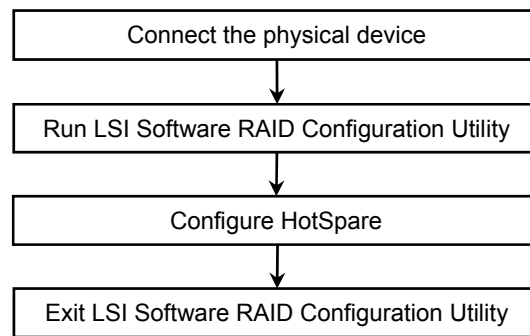 Connect the physical device
Run LSI Software RAID Configuration Utility
Configure HotSpare
Exit LSI Software RAID Configuration Utility